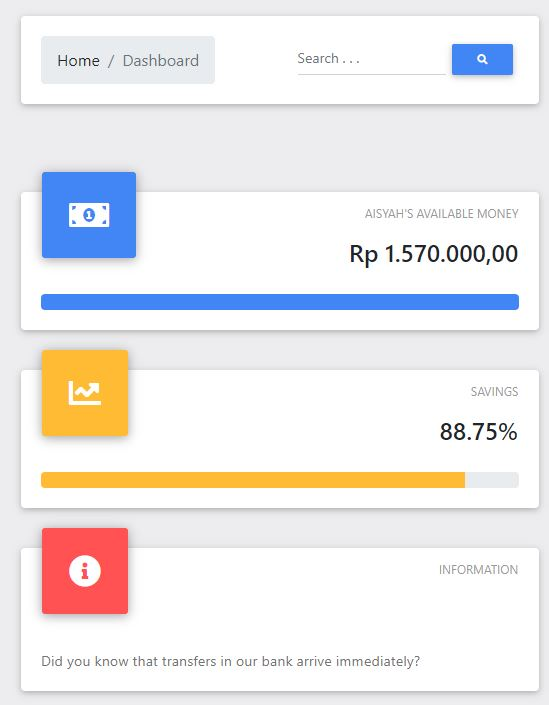 Home / Dashboard
Search . . .
1
AISYAH'S AVAILABLE MONEY
Rp 1.570.000,00
SAVINGS
88.75%
INFORMATION
Did you know that transfers in our bank arrive immediately?